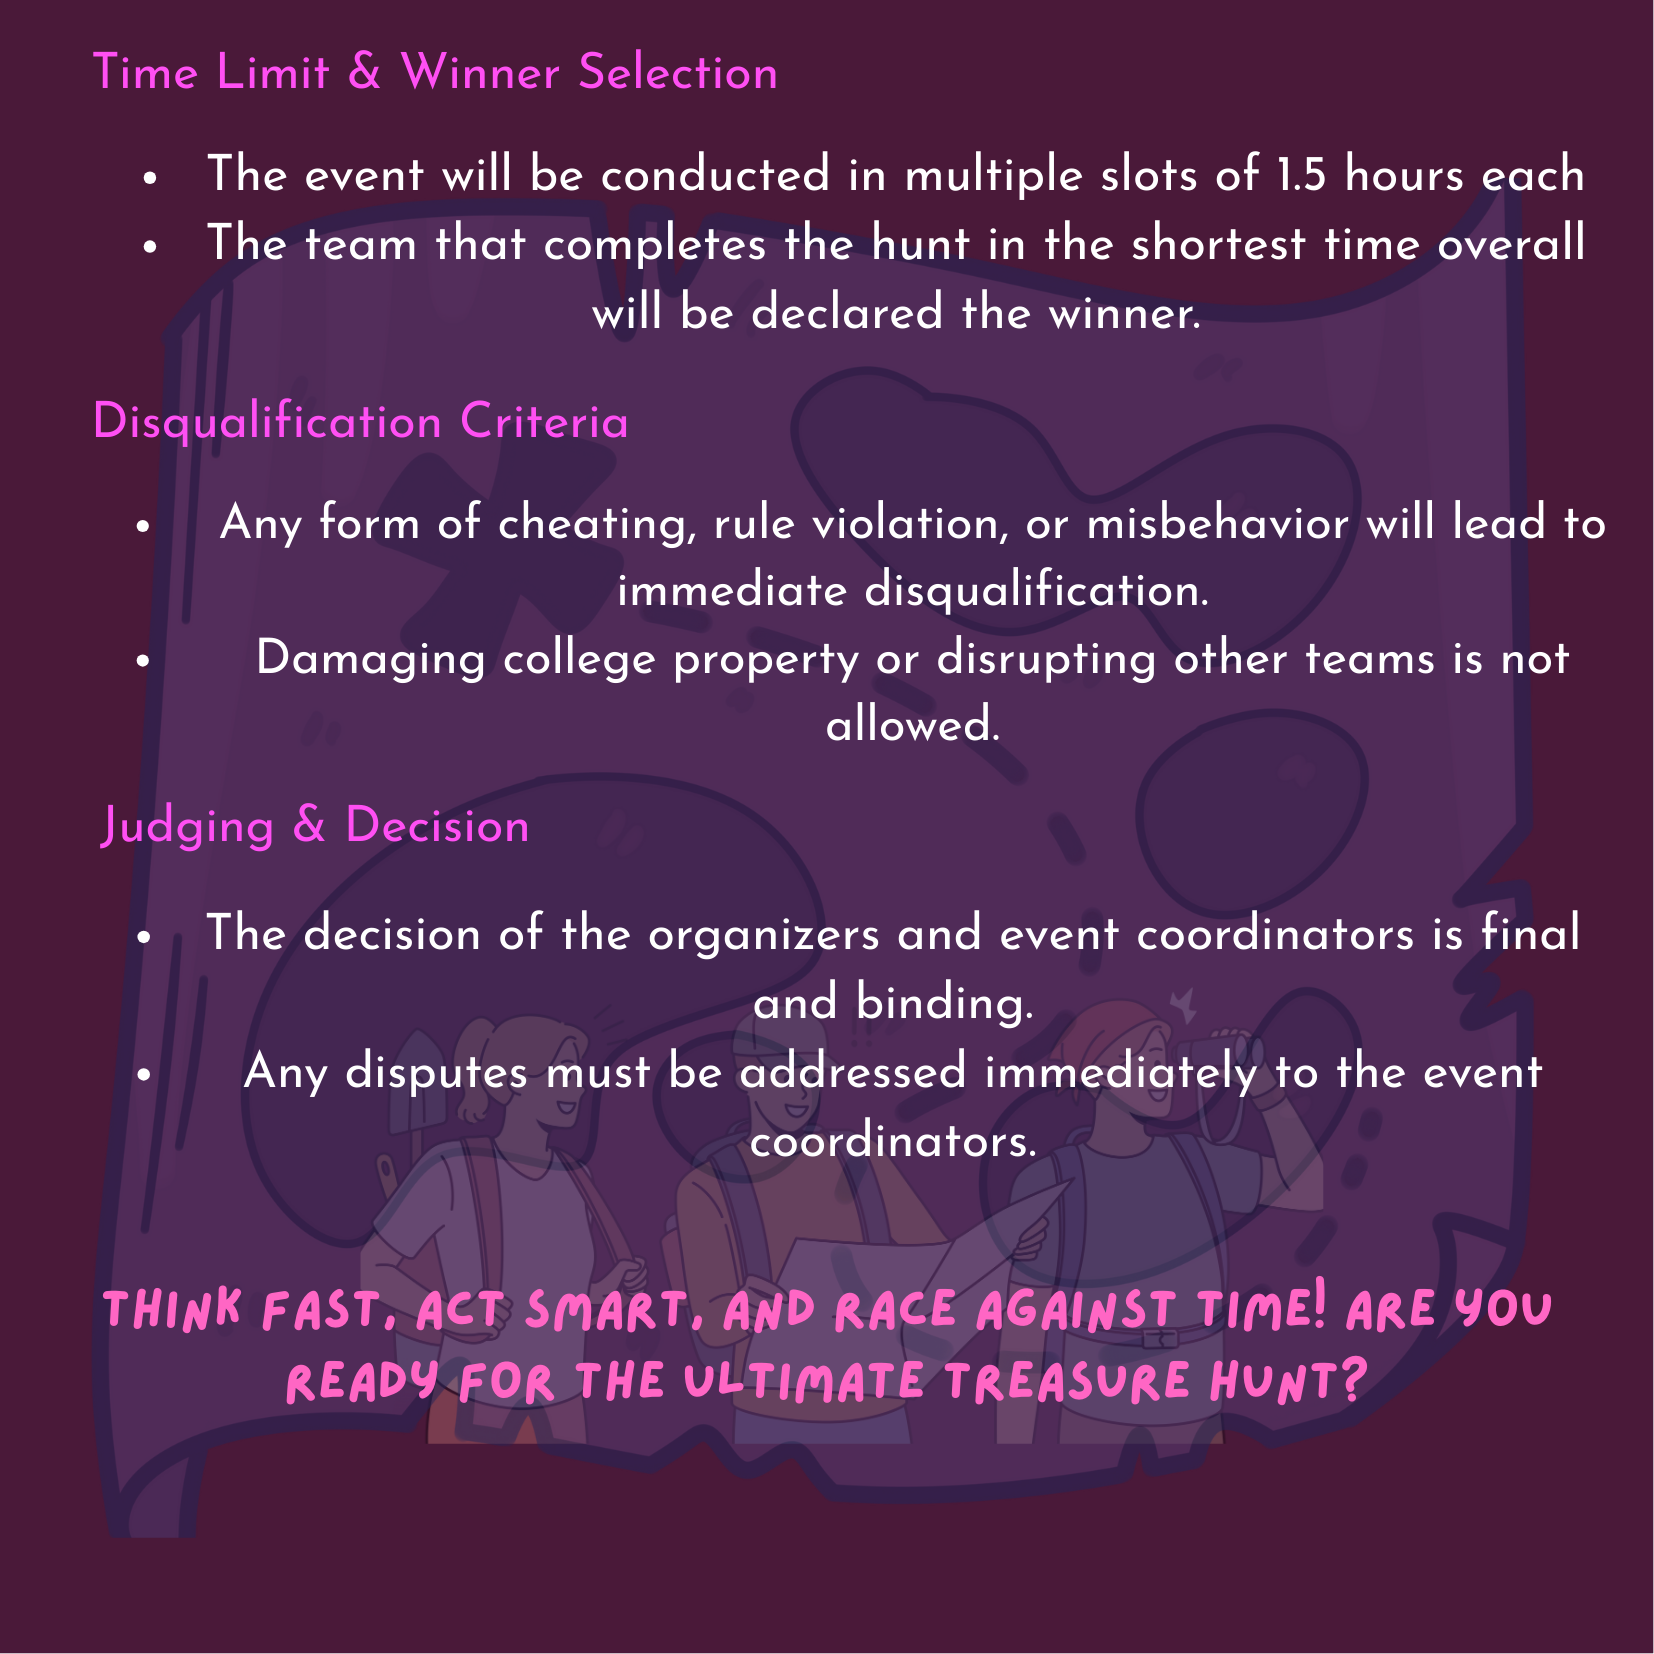 Time Limit & Winner Selection
• The event will be conducted in multiple slots of 1.5 hours each
• The team that completes the hunt in the shortest time overall
will be declared the winner.
Disqualification Criteria
• Any form of cheating, rule violation, or misbehavior will lead to
immediate disqualification.
• Damaging college property or disrupting other teams is not
allowed.
Judging & Decision
• The decision of the organizers and event coordinators is final
and binding.
• Any disputes must be addressed immediately to the event
coordinators.
THINK FAST, ACT SMART, AND RACE AGAINST TIME! ARE YOU
READY FOR THE ULTIMATE TREASURE HUNT?